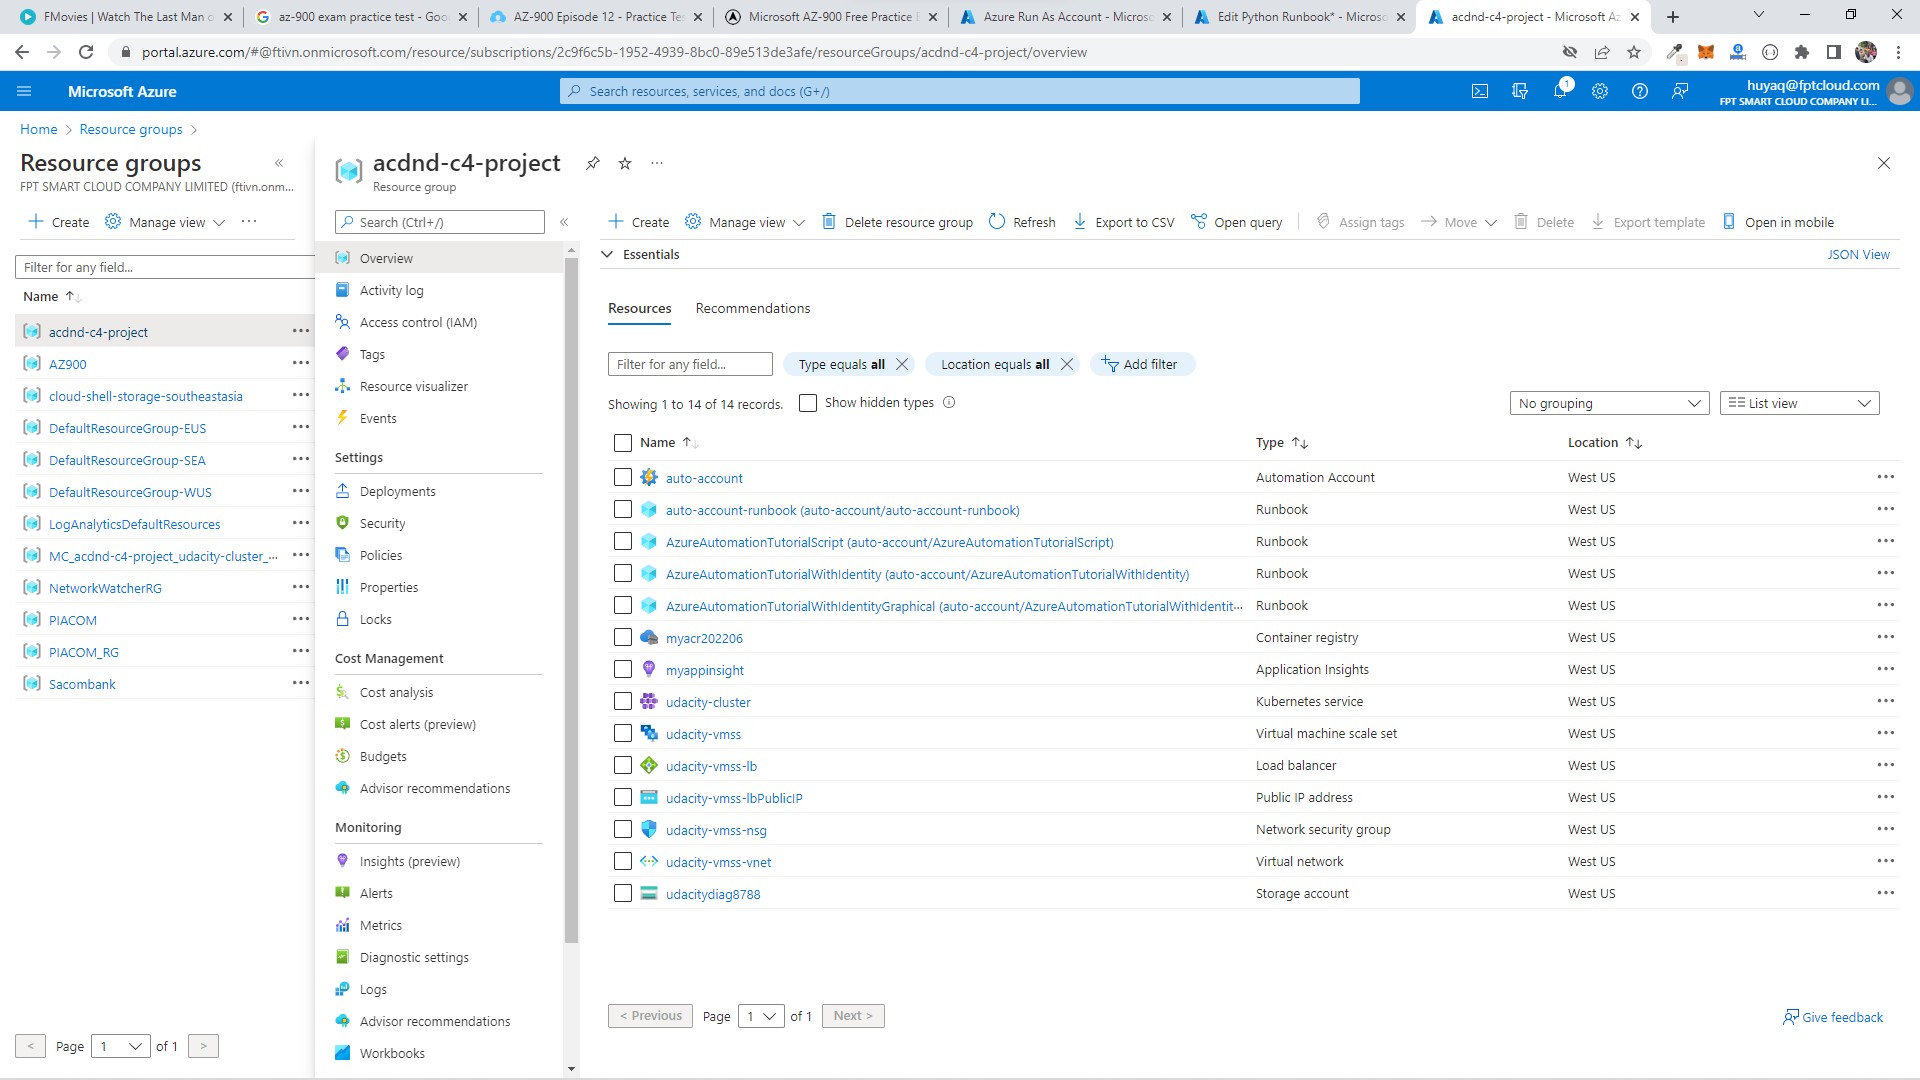 FMovies | Watch The Last Man o
az-900 exam practice test - Goo
AZ-900 Episode 12 - Practice Te
Microsoft AZ-900 Free Practice E
Azure Run As Account - Microso
Edit Python Runbook* - Microso
acdnd-c4-project - Microsoft Az
portal.azure.com/#@ftivn.onmicrosoft.com/resource/subscriptions/2c9f6c5b-1952-4939-8bc0-89e513de3afe/resourceGroups/acdnd-c4-project/overview
Microsoft Azure
Search resources, services, and docs (G+/)
1
huyaq@fptcloud.com
FPT SMART CLOUD COMPANY LI...
Home > Resource groups >
Resource groups
FPT SMART CLOUD COMPANY LIMITED (ftivn.onm...
Create
Manage view
Filter for any field...
Name
acdnd-c4-project
AZ900
cloud-shell-storage-southeastasia
DefaultResourceGroup-EUS
DefaultResourceGroup-SEA
DefaultResourceGroup-WUS
LogAnalyticsDefaultResources
MC_acdnd-c4-project_udacity-cluster_...
NetworkWatcherRG
PIACOM
PIACOM_RG
Sacombank
< Page 1 of 1 >
acdnd-c4-project
Resource group
Search (Ctrl+/)
Overview
Activity log
Access control (IAM)
Tags
Resource visualizer
Events
Settings
Deployments
Security
Policies
Properties
Locks
Cost Management
Cost analysis
Cost alerts (preview)
Budgets
Advisor recommendations
Monitoring
Insights (preview)
Alerts
Metrics
Diagnostic settings
Logs
Advisor recommendations
Workbooks
Create Manage view Delete resource group Refresh Export to CSV Open query Assign tags Move Delete Export template Open in mobile
Essentials
JSON View
Resources Recommendations
Filter for any field... Type equals all Location equals all Add filter
Showing 1 to 14 of 14 records. Show hidden types
No grouping List view
Name Type Location
auto-account Automation Account West US
auto-account-runbook (auto-account/auto-account-runbook) Runbook West US
AzureAutomationTutorialScript (auto-account/AzureAutomationTutorialScript) Runbook West US
AzureAutomationTutorialWithIdentity (auto-account/AzureAutomationTutorialWithIdentity) Runbook West US
AzureAutomationTutorialWithIdentityGraphical (auto-account/AzureAutomationTutorialWithIdentit... Runbook West US
myacr202206 Container registry West US
myappinsight Application Insights West US
udacity-cluster Kubernetes service West US
udacity-vmss Virtual machine scale set West US
udacity-vmss-lb Load balancer West US
udacity-vmss-lbPublicIP Public IP address West US
udacity-vmss-nsg Network security group West US
udacity-vmss-vnet Virtual network West US
udacitydiag8788 Storage account West US
< Previous Page 1 of 1 Next >
Give feedback